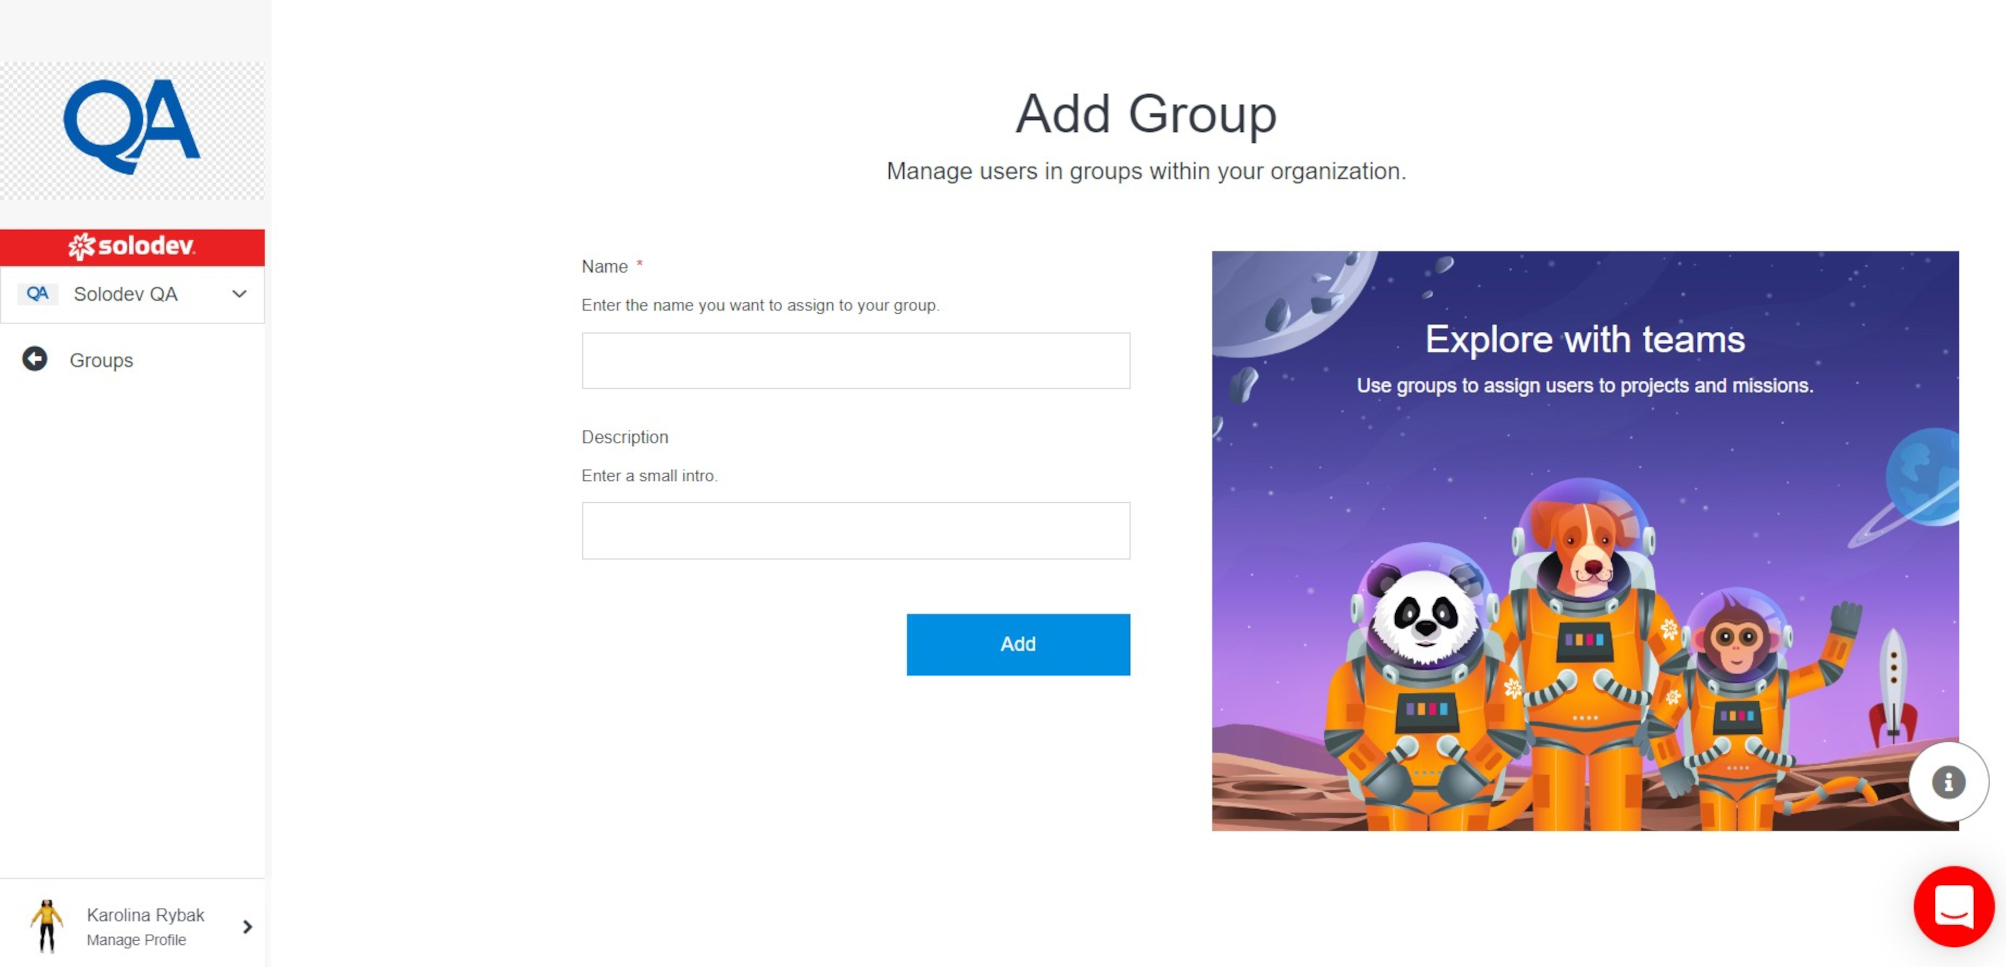 QA
solodev
QA Solodev QA
Groups
Karolina Rybak
Manage Profile
Add Group
Manage users in groups within your organization.
Name *
Enter the name you want to assign to your group.
Description
Enter a small intro.
Add
Explore with teams
Use groups to assign users to projects and missions.